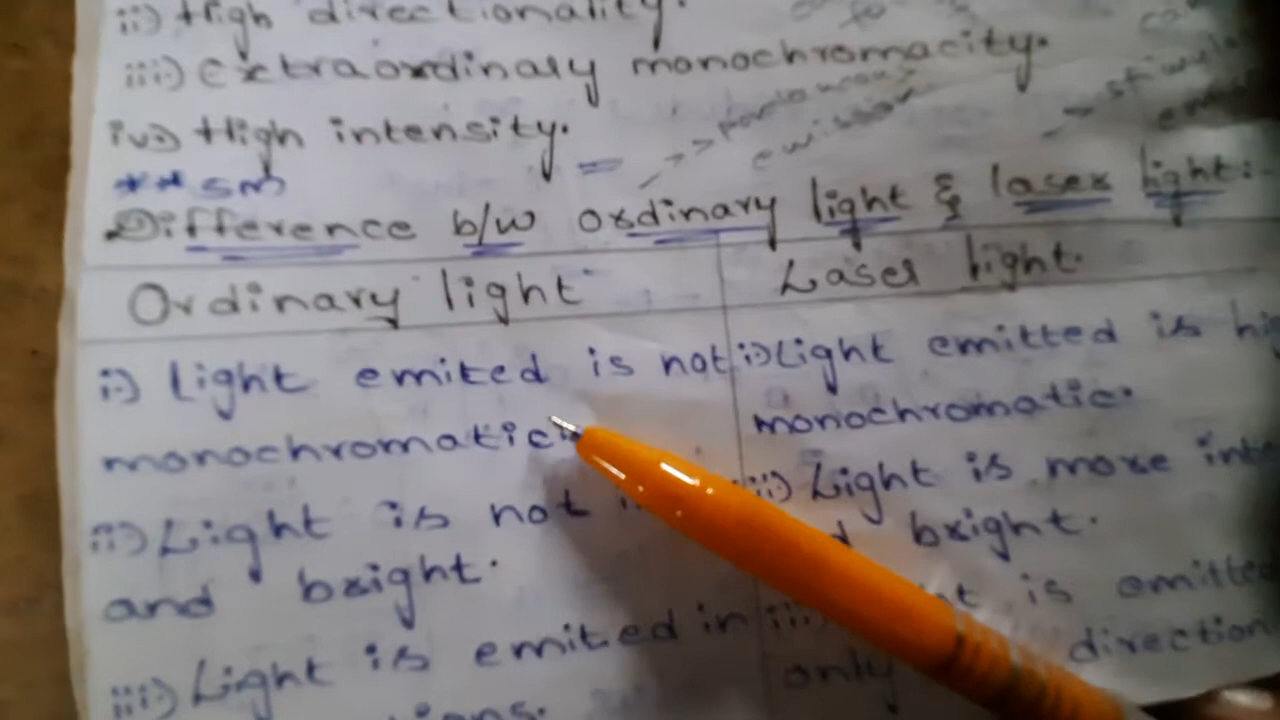 ii) High directionality.
iii) extraordinary monochromacity.
iv) High intensity.
** 5m
Difference b/w ordinary light & laser light:-
Ordinary light
Laser light.
i) Light emited is not
monochromatic.
ii) Light is not
and bright.
iii) Light is emited in
i) Light emitted is
monochromatic.
ii) Light is more
bright.
iii) is emitted
only direction